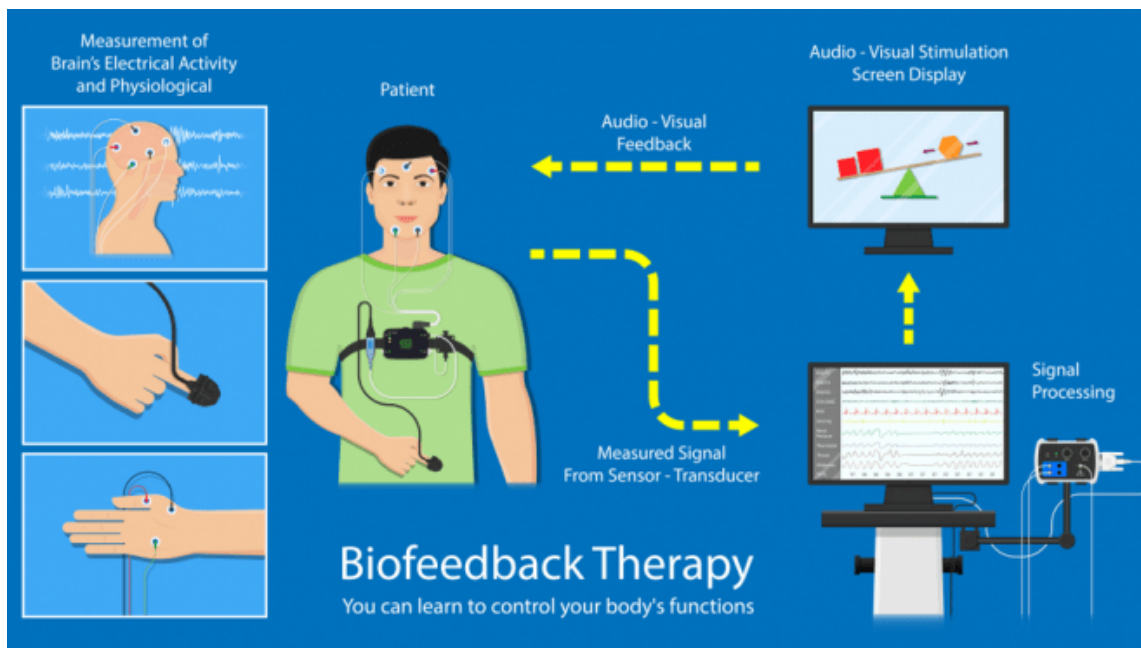 Measurement of
Brain's Electrical Activity
and Physiological
Patient
Audio - Visual
Feedback
Audio - Visual Stimulation
Screen Display
Measured Signal
From Sensor - Transducer
Signal
Processing
Biofeedback Therapy
You can learn to control your body's functions